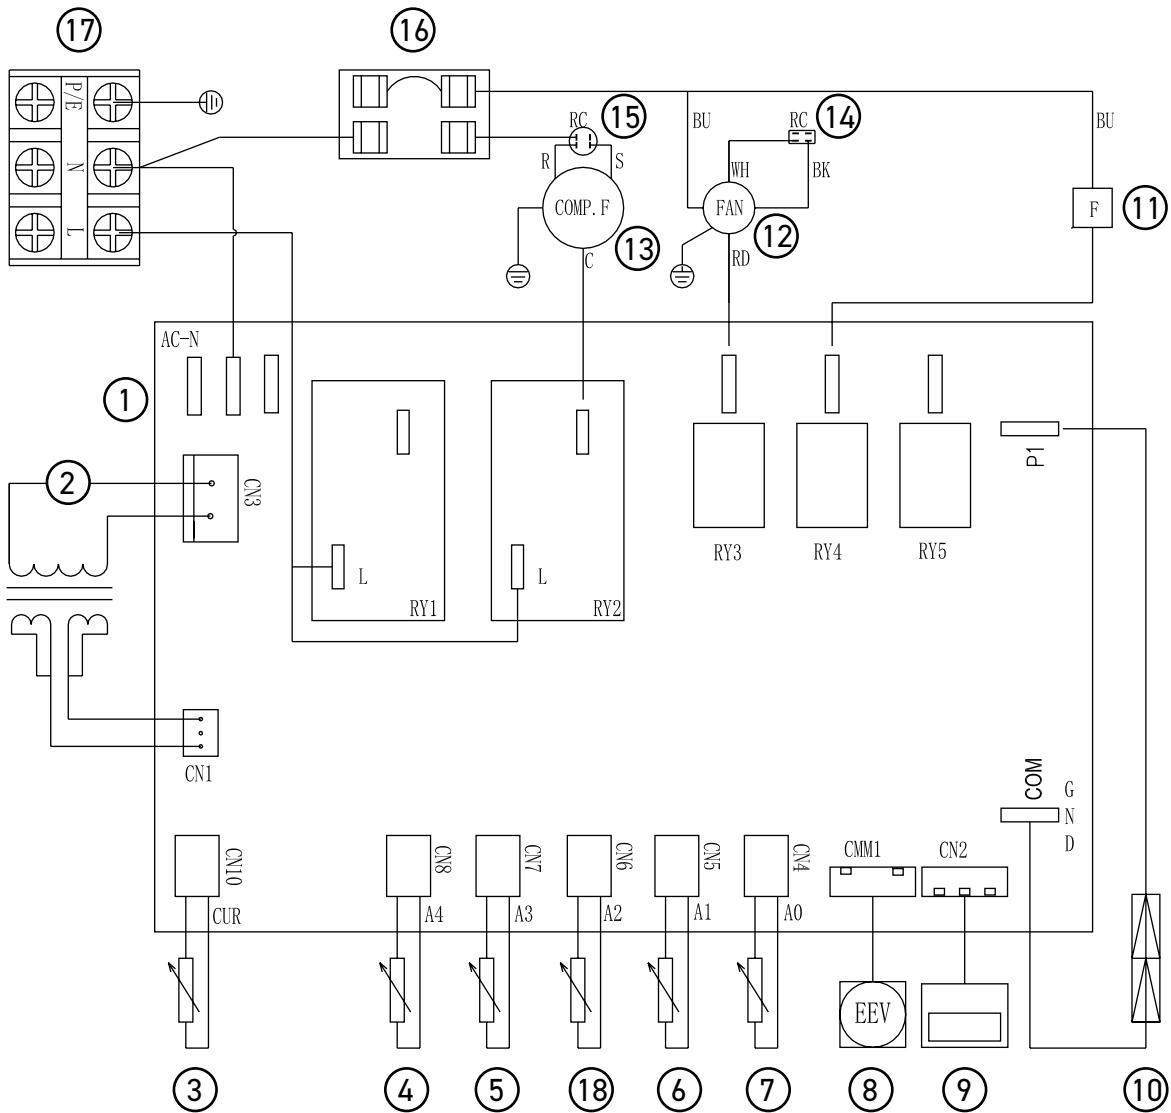 17
16
P/E
N
L
RC
15
R
S
COMP.F
13
C
BU
WH
RC
14
BK
FAN
12
RD
BU
F
11
AC-N
1
2
CN3
L
RY1
L
RY2
RY3
RY4
RY5
P1
CN1
COM
G
N
D
CN10
CUR
CN8
A4
CN7
A3
CN6
A2
CN5
A1
CN4
A0
CMM1
CN2
EEV
3
4
5
18
6
7
8
9
10